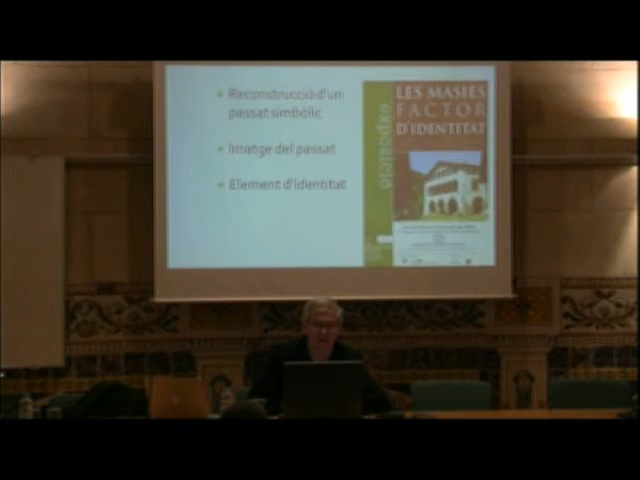 Reconstrucció d'un
passat simbòlic
Imatge del passat
Element d'identitat
exposició
LES MASIES
FACTOR
D'IDENTITAT